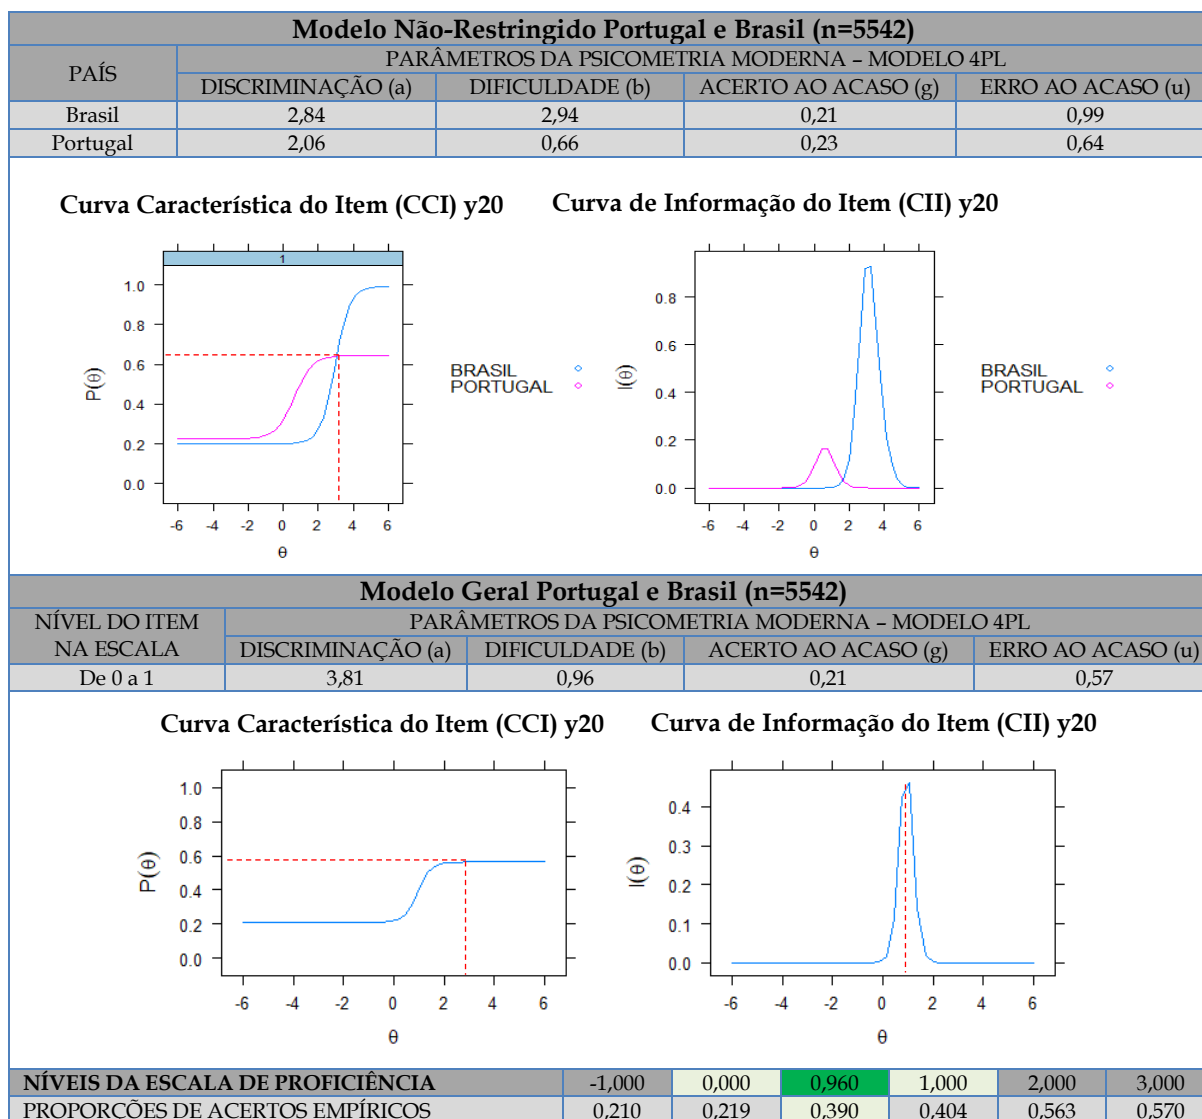 Modelo Não-Restringido Portugal e Brasil (n=5542)
PAÍS
PARÂMETROS DA PSICOMETRIA MODERNA – MODELO 4PL
DISCRIMINAÇÃO (a) DIFICULDADE (b) ACERTO AO ACASO (g) ERRO AO ACASO (u)
Brasil 2,84 2,94 0,21 0,99
Portugal 2,06 0,66 0,23 0,64
Curva Característica do Item (CCI) y20
1
1.0
0.8
0.6
0.4
0.2
0.0
P(θ)
-6 -4 -2 0 2 4 6
θ
BRASIL
PORTUGAL
Curva de Informação do Item (CII) y20
0.8
0.6
0.4
0.2
0.0
I(θ)
-6 -4 -2 0 2 4 6
θ
BRASIL
PORTUGAL
Modelo Geral Portugal e Brasil (n=5542)
NÍVEL DO ITEM
NA ESCALA
PARÂMETROS DA PSICOMETRIA MODERNA – MODELO 4PL
DISCRIMINAÇÃO (a) DIFICULDADE (b) ACERTO AO ACASO (g) ERRO AO ACASO (u)
De 0 a 1 3,81 0,96 0,21 0,57
Curva Característica do Item (CCI) y20
1.0
0.8
0.6
0.4
0.2
0.0
P(θ)
-6 -4 -2 0 2 4 6
θ
Curva de Informação do Item (CII) y20
0.4
0.3
0.2
0.1
0.0
I(θ)
-6 -4 -2 0 2 4 6
θ
NÍVEIS DA ESCALA DE PROFICIÊNCIA -1,000 0,000 0,960 1,000 2,000 3,000
PROPORÇÕES DE ACERTOS EMPÍRICOS 0,210 0,219 0,390 0,404 0,563 0,570